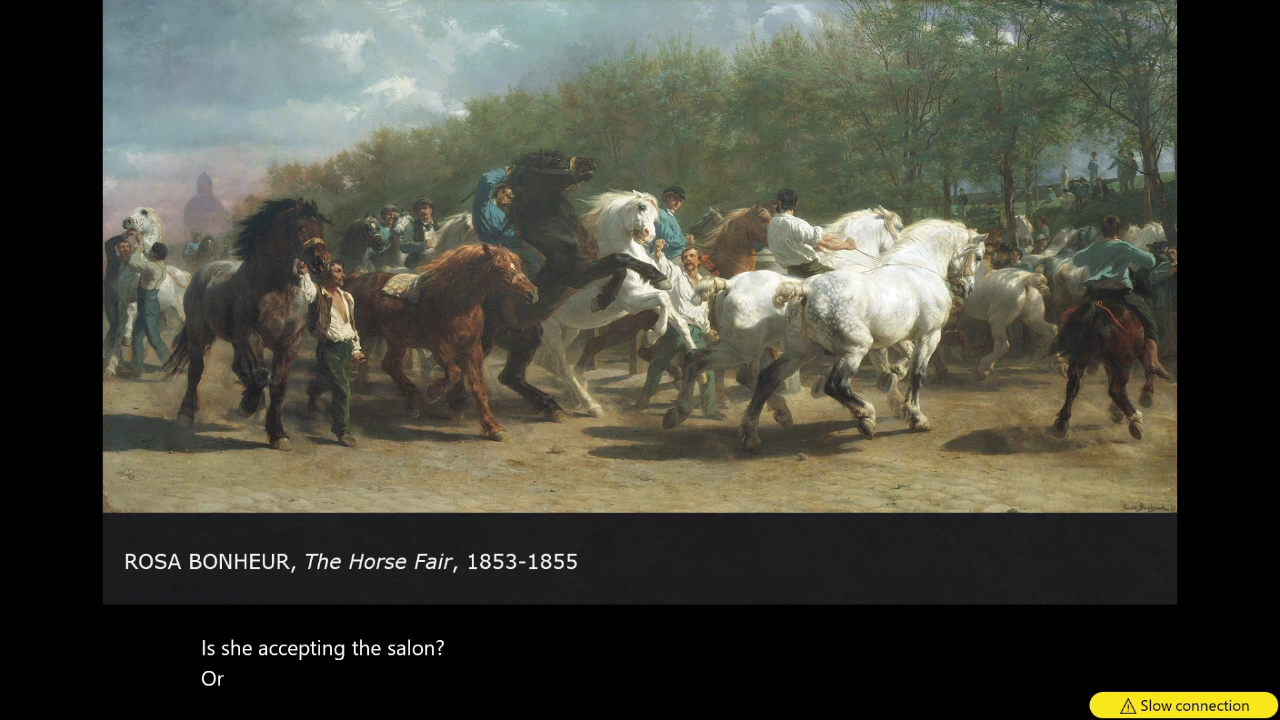 ROSA BONHEUR, The Horse Fair, 1853-1855
Is she accepting the salon?
Or
Slow connection